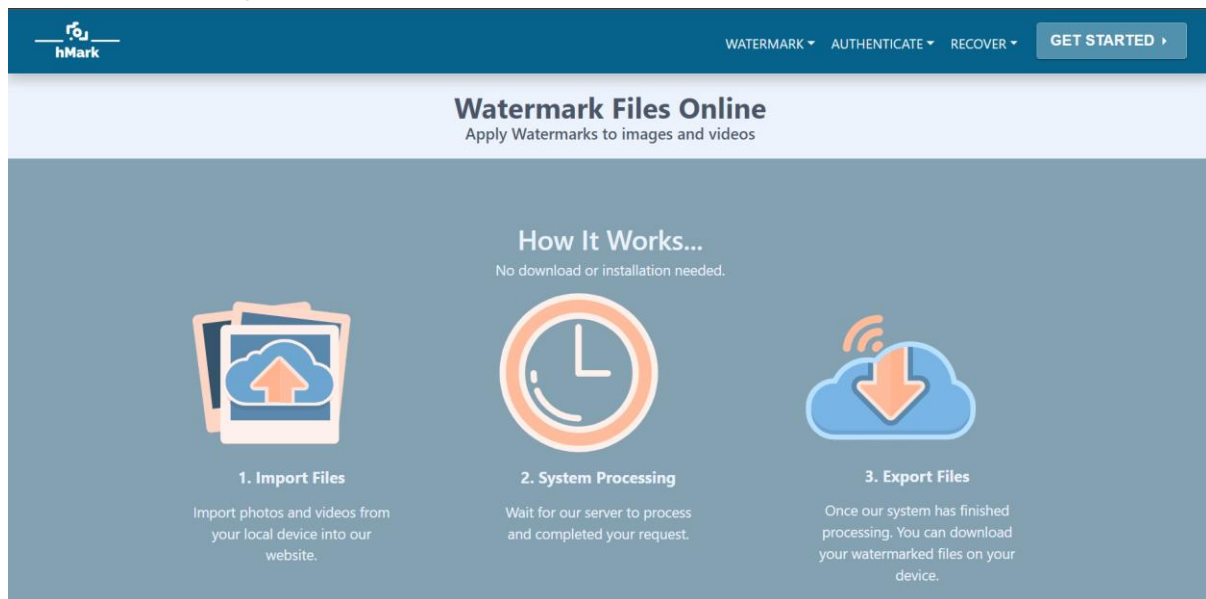 hMark
WATERMARK
AUTHENTICATE
RECOVER
GET STARTED
Watermark Files Online
Apply Watermarks to images and videos
How It Works...
No download or installation needed.
1. Import Files
Import photos and videos from
your local device into our
website.
2. System Processing
Wait for our server to process
and completed your request.
3. Export Files
Once our system has finished
processing. You can download
your watermarked files on your
device.